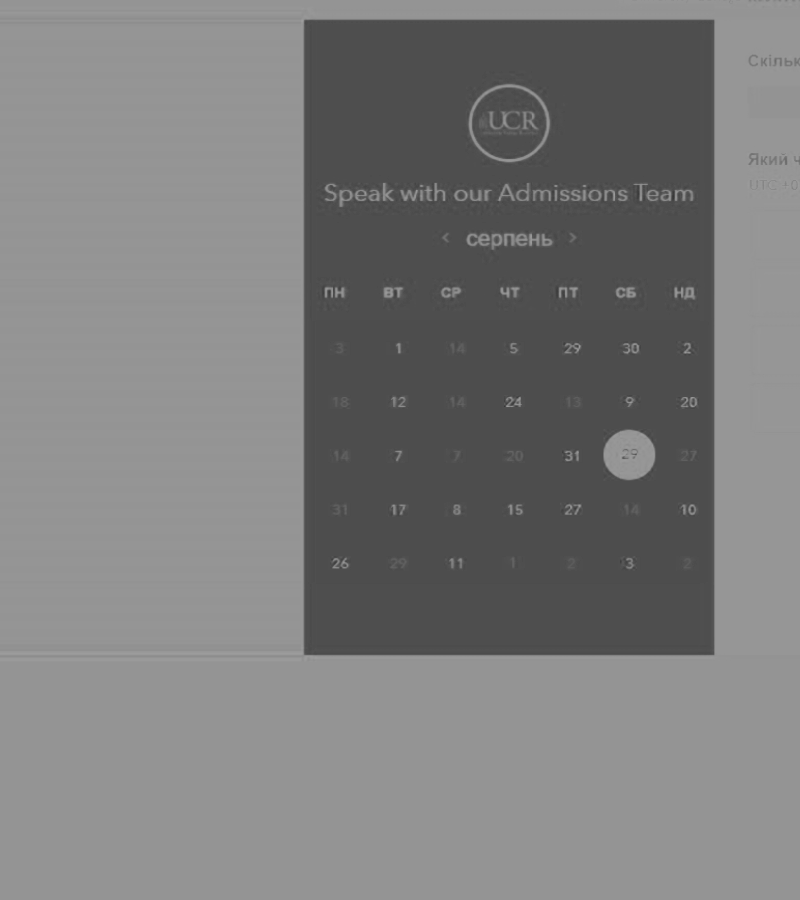 UCR
Speak with our Admissions Team
< серпень >
ПН ВТ СР ЧТ ПТ СБ НД
3 1 14 5 29 30 2
18 12 14 24 13 9 20
14 7 7 20 31 29 27
31 17 8 15 27 14 10
26 29 11 1 2 3 2
Скільк
Який ч